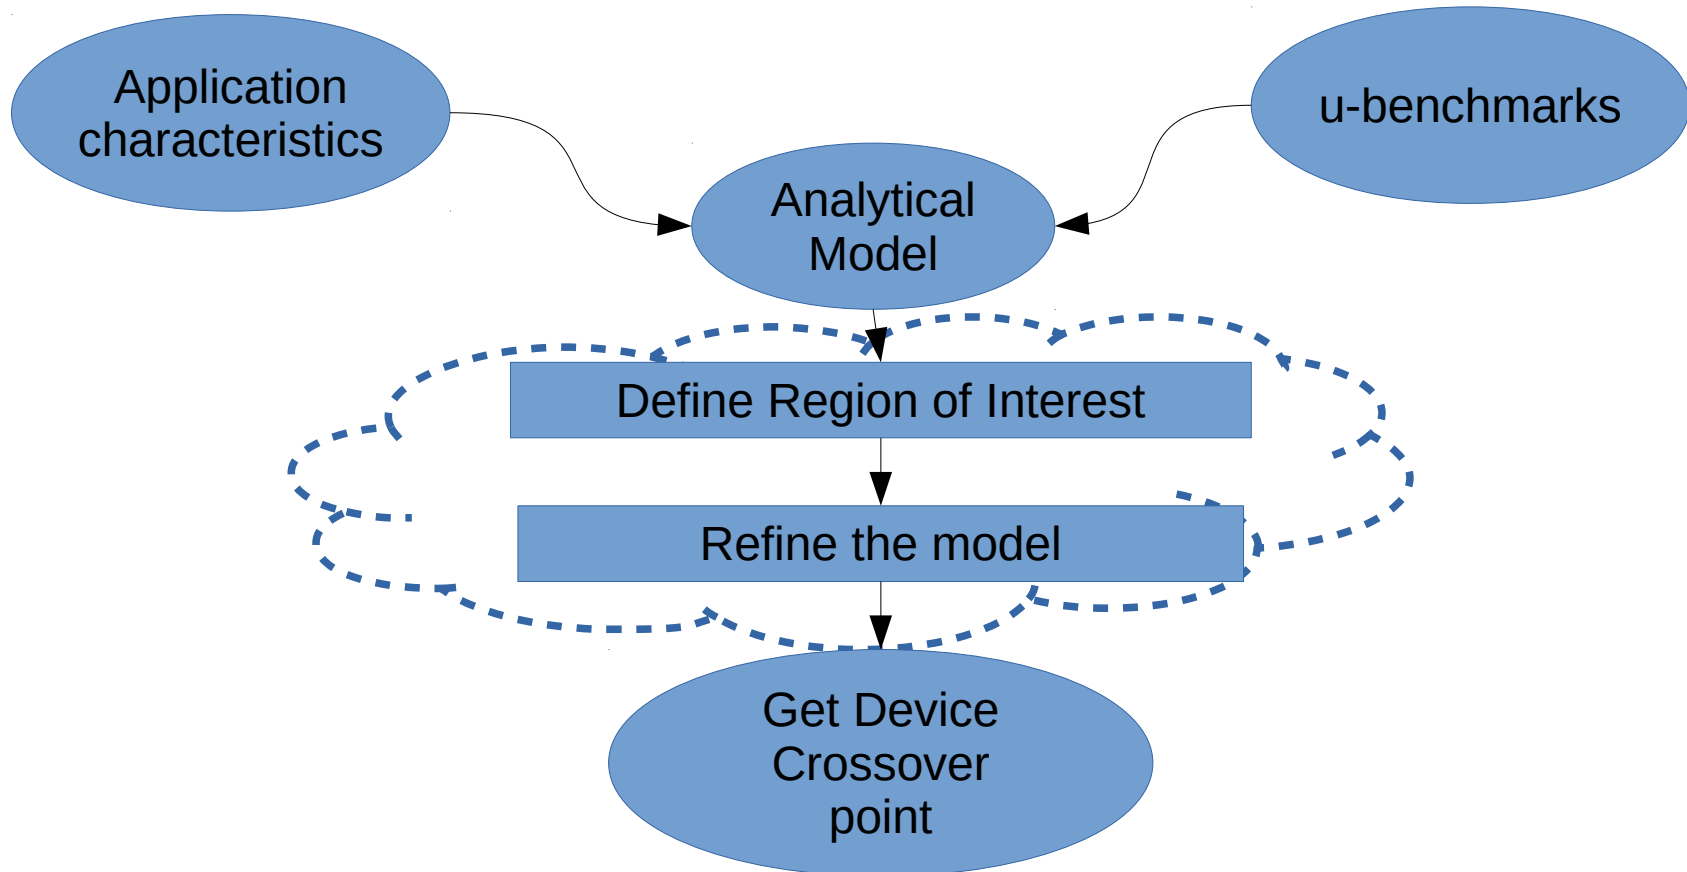 Application
characteristics
u-benchmarks
Analytical
Model
Define Region of Interest
Refine the model
Get Device
Crossover
point